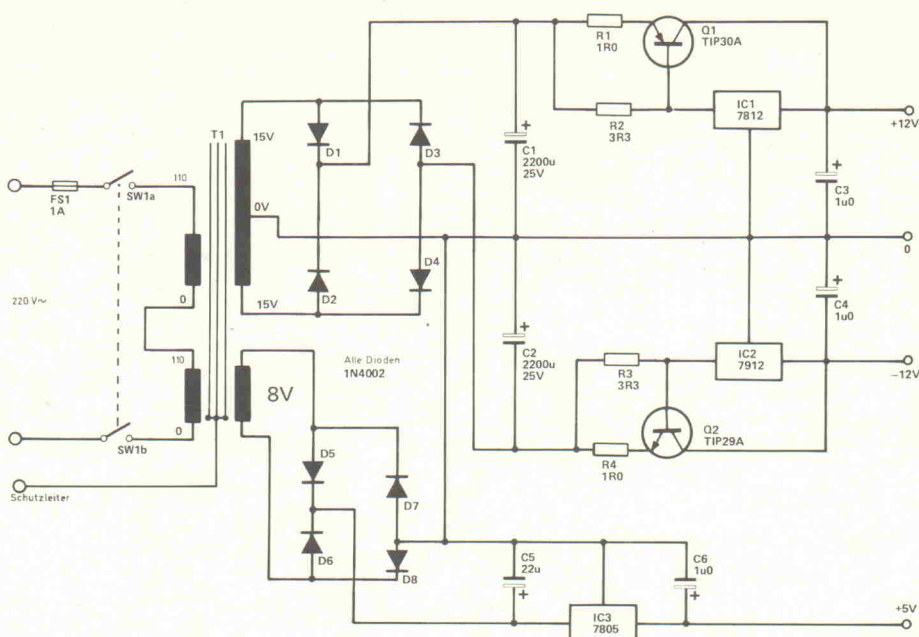 Q1
TIP30A
R1
1R0
R2
3R3
IC1
7812
+12V
C1
2200u
25V
C3
1u0
T1
15V
D1
D3
110
FS1
1A
SW1a
0V
0
0
D4
D2
15V
220 V~
110
0
SW1b
Schutzleiter
8V
Alle Dioden
1N4002
C2
2200u
25V
C4
1u0
R3
3R3
IC2
7912
–12V
Q2
TIP29A
R4
1R0
D5
D7
D6
D8
C5
22u
C6
1u0
IC3
7805
+5V